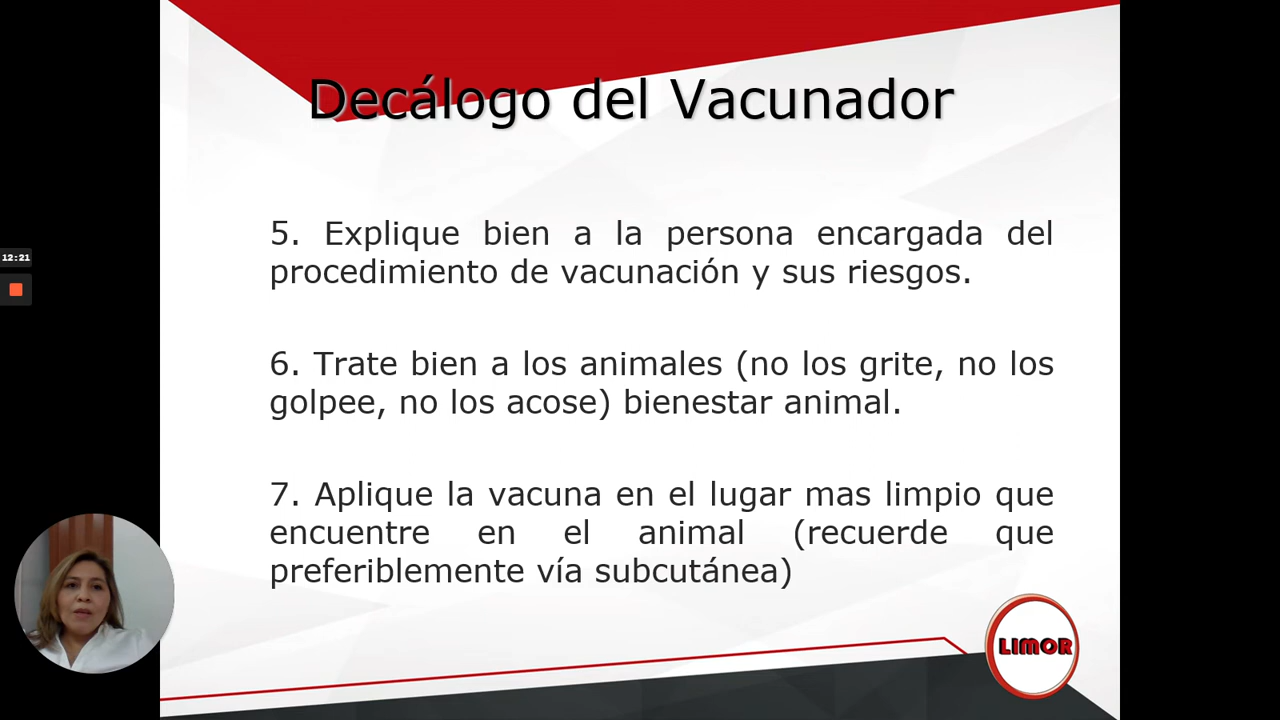 Decálogo del Vacunador
5. Explique bien a la persona encargada del
procedimiento de vacunación y sus riesgos.
12:21
6. Trate bien a los animales (no los grite, no los
golpee, no los acose) bienestar animal.
7. Aplique la vacuna en el lugar mas limpio que
encuentre en el animal (recuerde que
preferiblemente vía subcutánea)
LIMOR